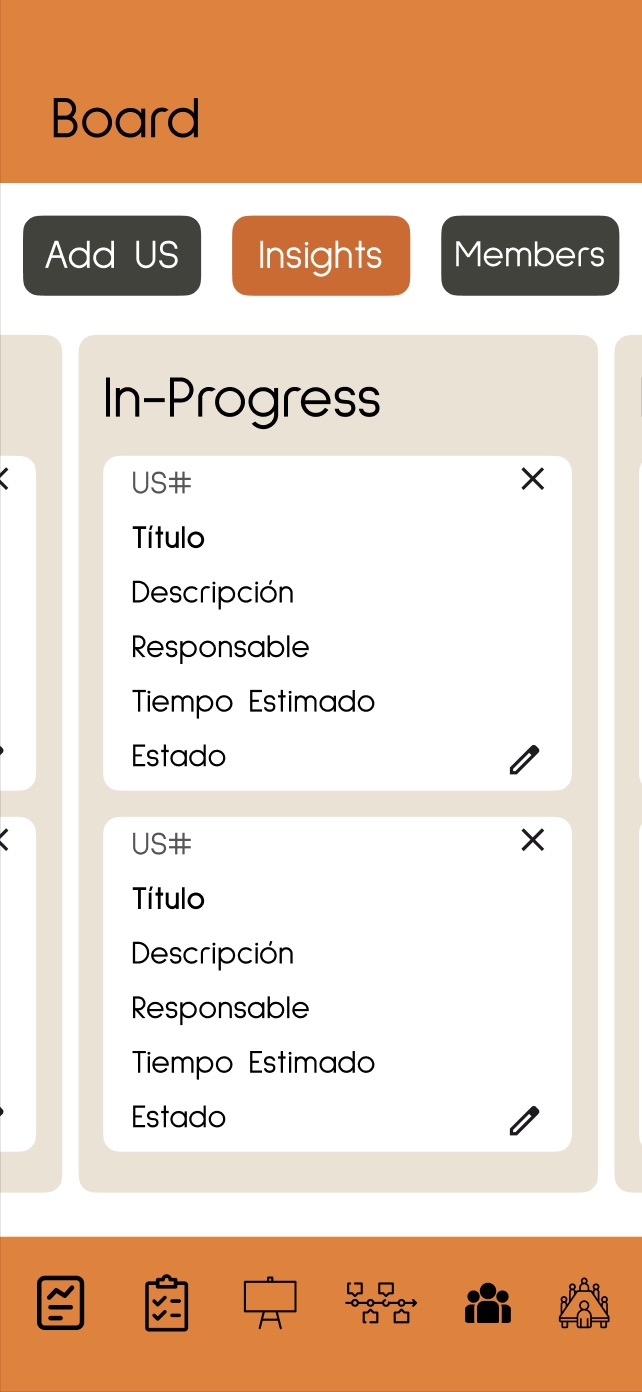 Board
Add US
Insights
Members
In-Progress
US#
Título
Descripción
Responsable
Tiempo Estimado
Estado
US#
Título
Descripción
Responsable
Tiempo Estimado
Estado